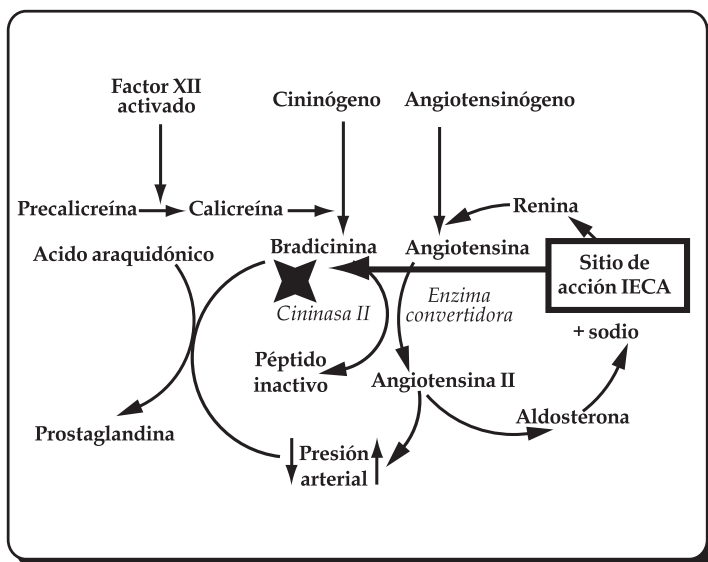 Factor XII
activado
Cininógeno
Angiotensinógeno
Precalicreína
Calicreína
Renina
Acido araquidónico
Bradicinina
Angiotensina
Sitio de
acción IECA
Cininasa II
Enzima
convertidora
+ sodio
Péptido
inactivo
Angiotensina II
Aldosterona
Prostaglandina
Presión
arterial